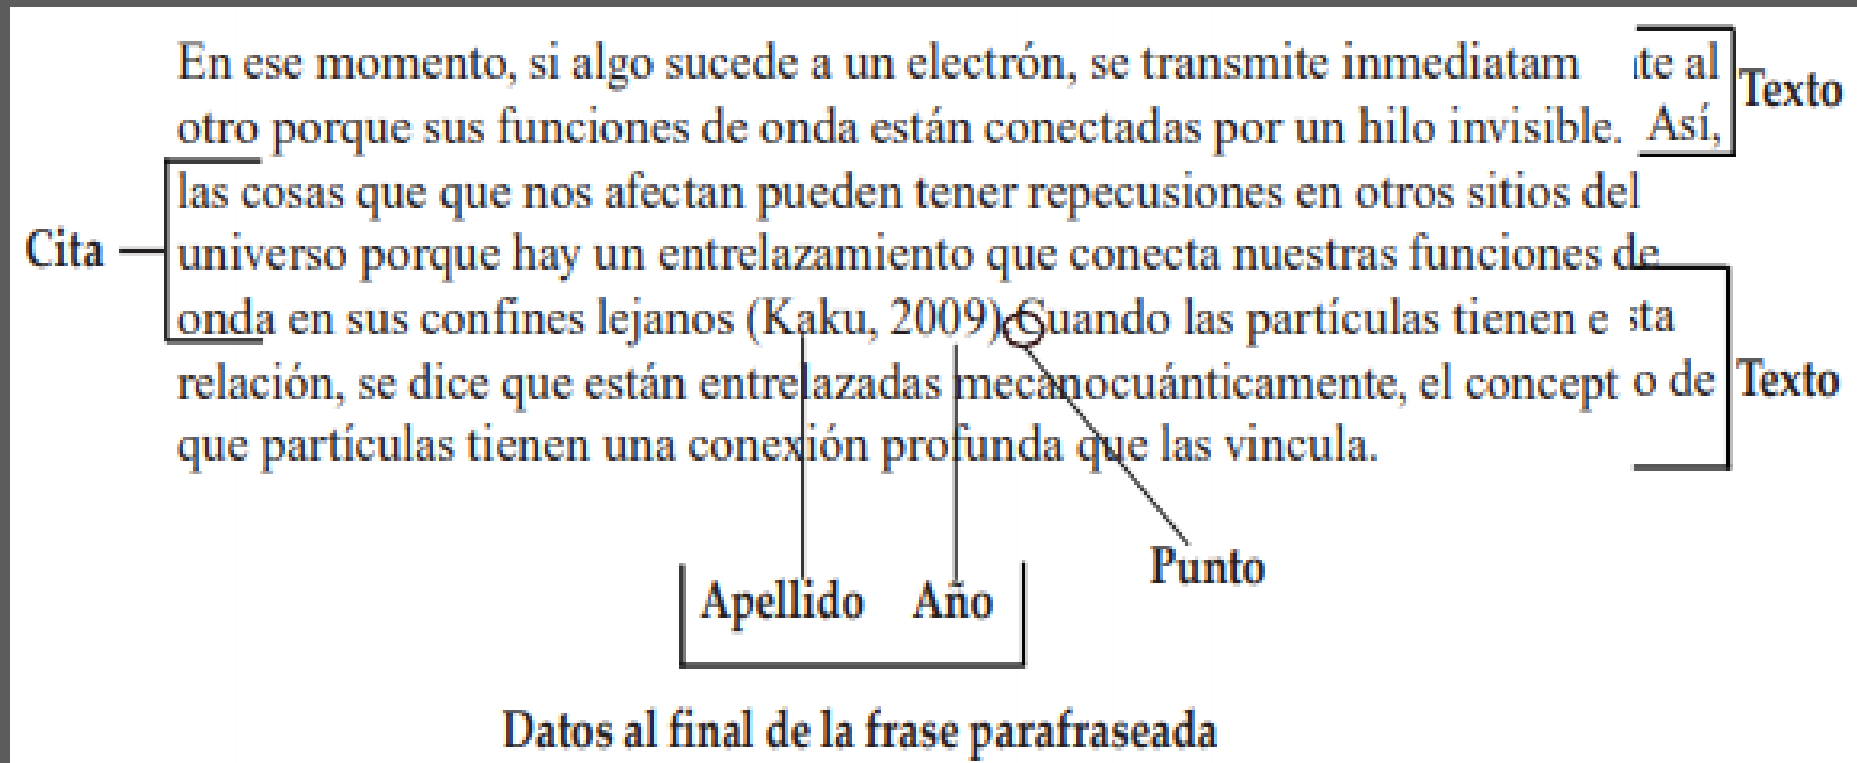 En ese momento, si algo sucede a un electrón, se transmite inmediatam te al
Texto
otro porque sus funciones de onda están conectadas por un hilo invisible. Así,
las cosas que que nos afectan pueden tener repecusiones en otros sitios del
Cita
universo porque hay un entrelazamiento que conecta nuestras funciones de
onda en sus confines lejanos (Kaku, 2009). Cuando las partículas tienen e sta
relación, se dice que están entrelazadas mecánocuánticamente, el concept o de
Texto
que partículas tienen una conexión profunda que las vincula.
Punto
Apellido Año
Datos al final de la frase parafraseada